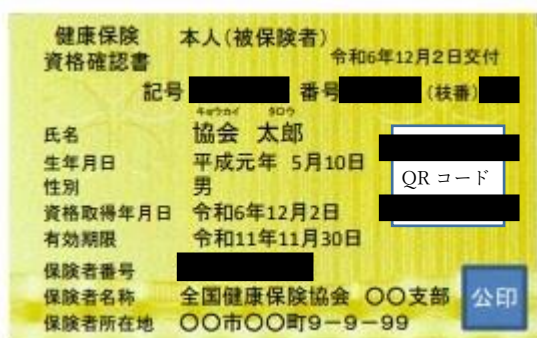 健康保険 本人(被保険者)
資格確認書 令和6年12月2日交付
記号 番号 (枝番)
キョウカイ タロウ
氏名 協会 太郎
生年月日 平成元年 5月10日
性別 男
QR コード
資格取得年月日 令和6年12月2日
有効期限 令和11年11月30日
保険者番号
保険者名称 全国健康保険協会 〇〇支部
保険者所在地 〇〇市〇〇町9-9-99
公印